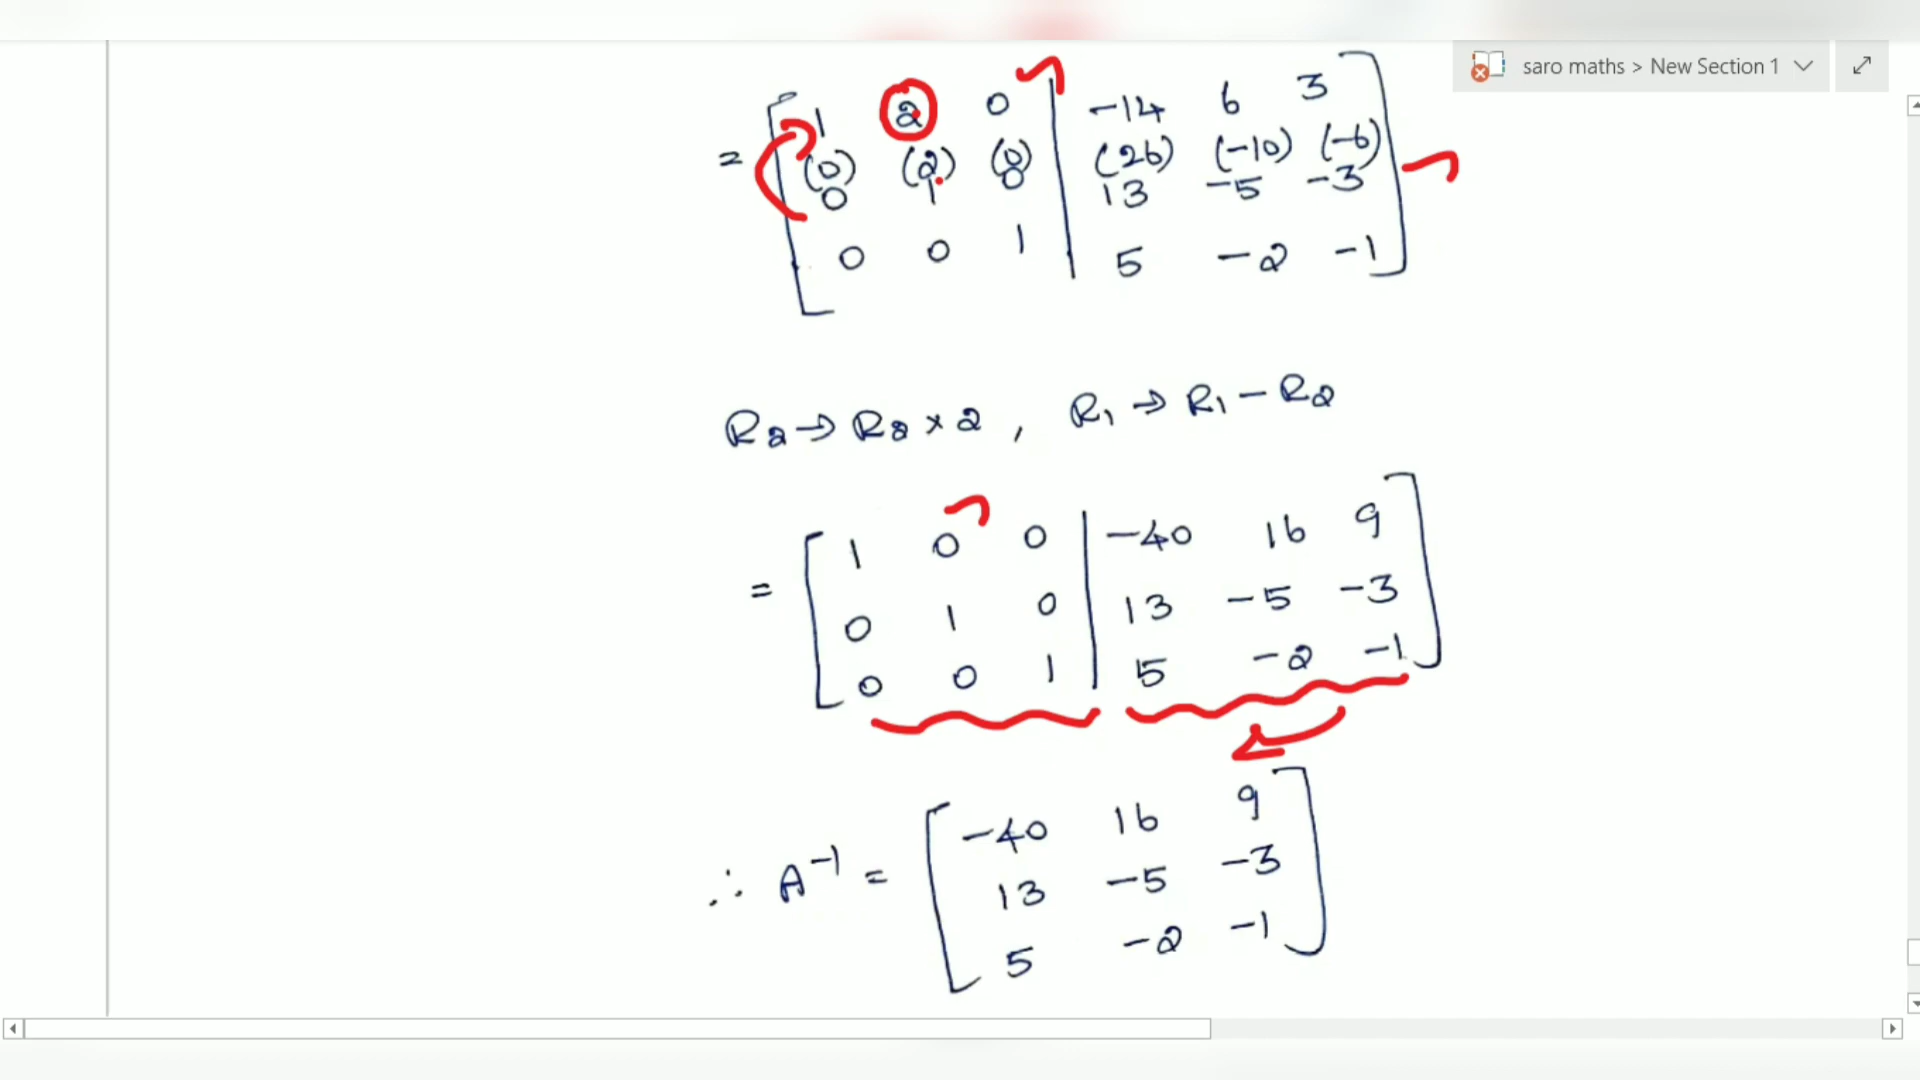 saro maths > New Section 1
1 2 0 | -14 6 3
= (0) (2) (0) | (26) (-10) (-6)
0 1 0 | 13 -5 -3
0 0 1 | 5 -2 -1
R2 → R2 × 2 , R1 → R1 - R2
1 0 0 | -40 16 9
= 0 1 0 | 13 -5 -3
0 0 1 | 5 -2 -1
-40 16 9
∴ A⁻¹ = 13 -5 -3
5 -2 -1